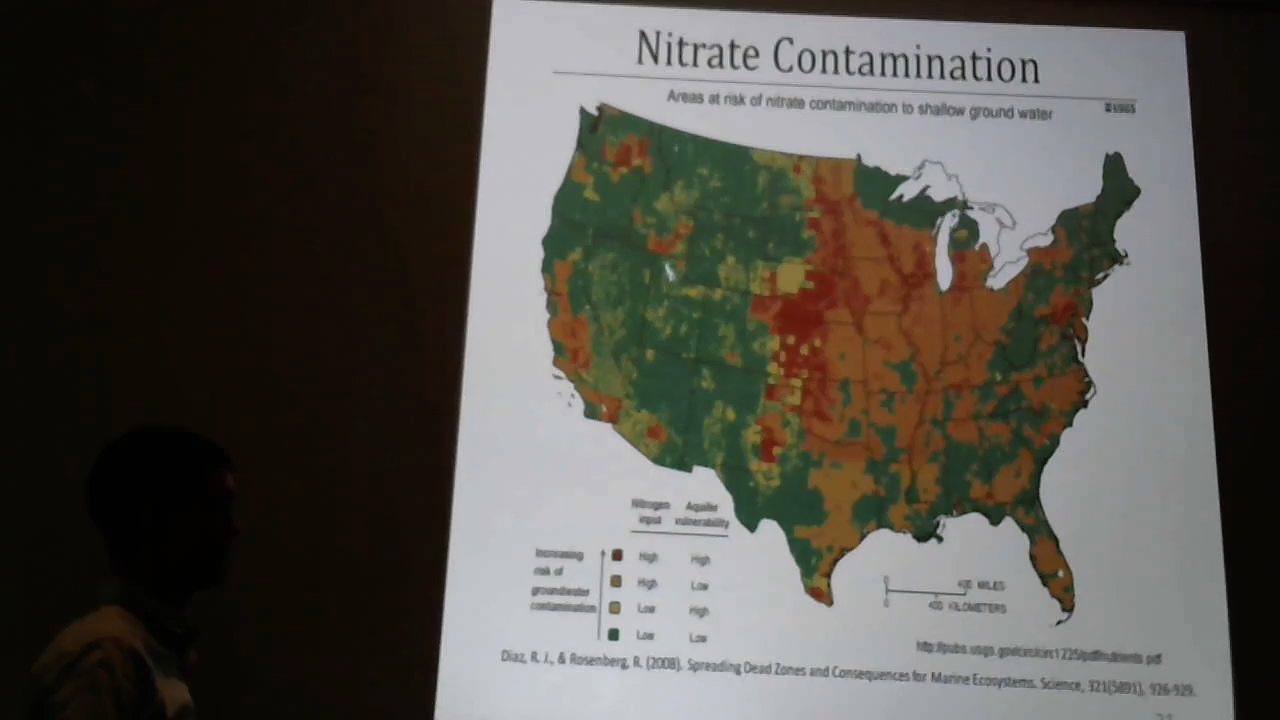 Nitrate Contamination
Areas at risk of nitrate contamination to shallow ground water
USGS
Nitrogen Aquifer
input vulnerability
Increasing
risk of
groundwater
contamination
High High
High Low
Low High
Low Low
0 400 MILES
0 400 KILOMETERS
Diaz, R. J., & Rosenberg, R. (2008). Spreading Dead Zones and Consequences for Marine Ecosystems. Science, 321(5891), 926-929.